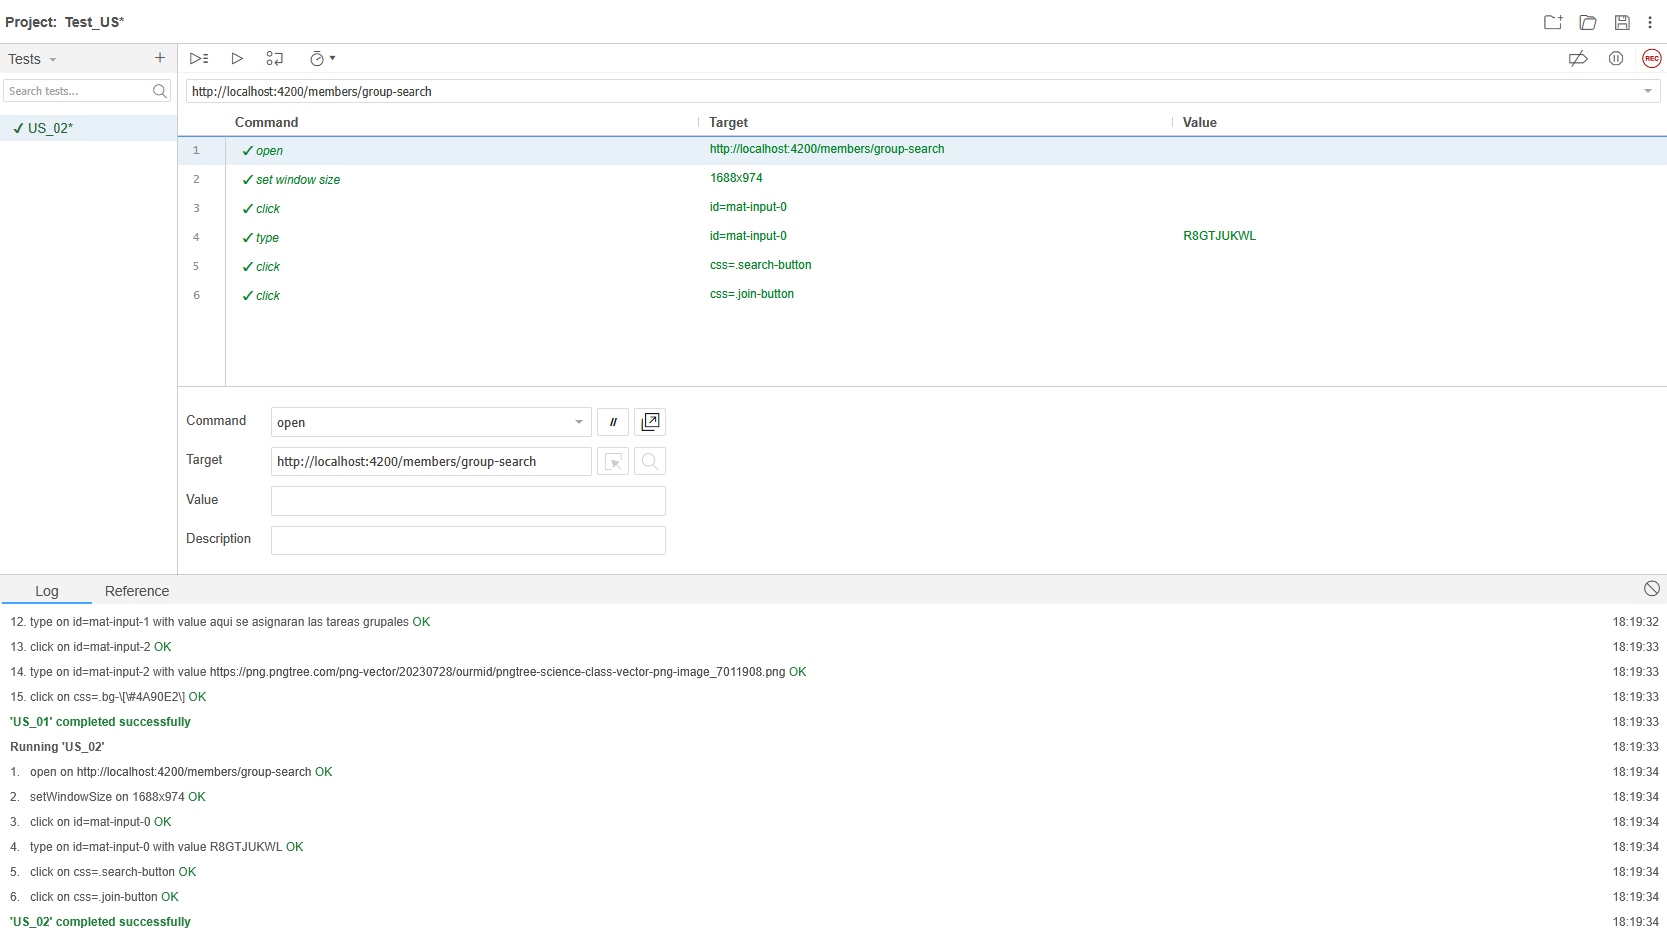 Project: Test_US*
Tests
Search tests...
US_02*
REC
http://localhost:4200/members/group-search
Command Target Value
1 open http://localhost:4200/members/group-search
2 set window size 1688x974
3 click id=mat-input-0
4 type id=mat-input-0 R8GTJUKWL
5 click css=.search-button
6 click css=.join-button
Command open //
Target http://localhost:4200/members/group-search
Value
Description
Log Reference
12. type on id=mat-input-1 with value aqui se asignaran las tareas grupales OK 18:19:32
13. click on id=mat-input-2 OK 18:19:33
14. type on id=mat-input-2 with value https://png.pngtree.com/png-vector/20230728/ourmid/pngtree-science-class-vector-png-image_7011908.png OK 18:19:33
15. click on css=.bg-\[\#4A90E2\] OK 18:19:33
'US_01' completed successfully 18:19:33
Running 'US_02' 18:19:33
1. open on http://localhost:4200/members/group-search OK 18:19:34
2. setWindowSize on 1688x974 OK 18:19:34
3. click on id=mat-input-0 OK 18:19:34
4. type on id=mat-input-0 with value R8GTJUKWL OK 18:19:34
5. click on css=.search-button OK 18:19:34
6. click on css=.join-button OK 18:19:34
'US_02' completed successfully 18:19:34